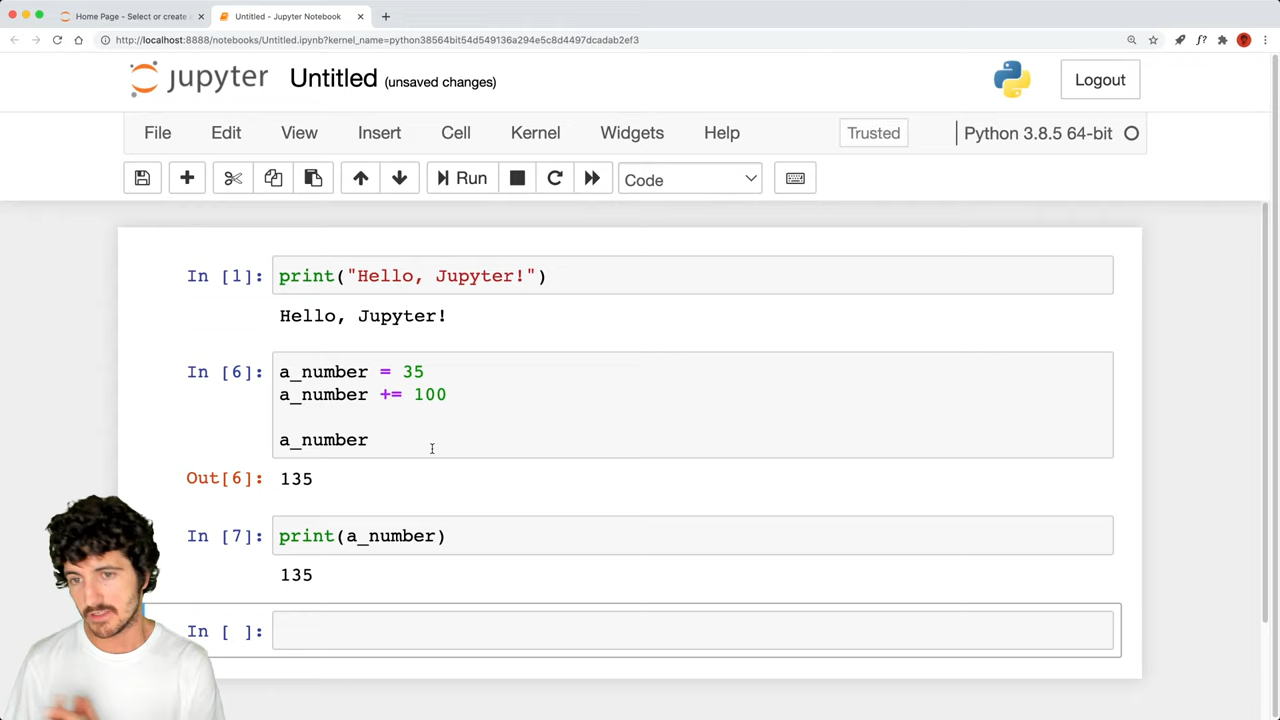 Home Page - Select or create
Untitled - Jupyter Notebook
http://localhost:8888/notebooks/Untitled.ipynb?kernel_name=python38564bit54d549136a294e5c8d4497dcadab2ef3
jupyter Untitled (unsaved changes)
Logout
File Edit View Insert Cell Kernel Widgets Help
Trusted
Python 3.8.5 64-bit
Run
Code
In [1]: print("Hello, Jupyter!")
Hello, Jupyter!
In [6]: a_number = 35
a_number += 100
a_number
Out[6]: 135
In [7]: print(a_number)
135
In [ ]: